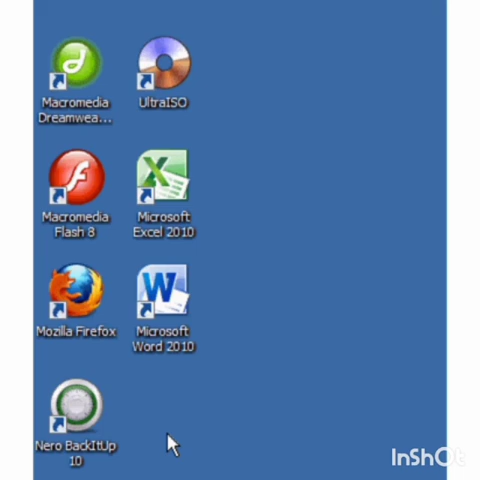 Macromedia
Dreamwea...
UltraISO
Macromedia
Flash 8
Microsoft
Excel 2010
Mozilla Firefox
Microsoft
Word 2010
Nero BackItUp
10
InShOt